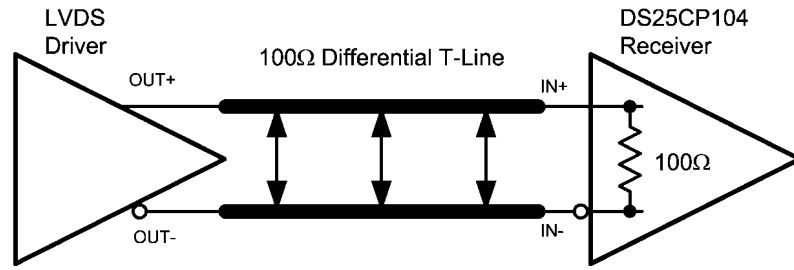 LVDS
Driver
DS25CP104
Receiver
100Ω Differential T-Line
OUT+
IN+
100Ω
OUT-
IN-